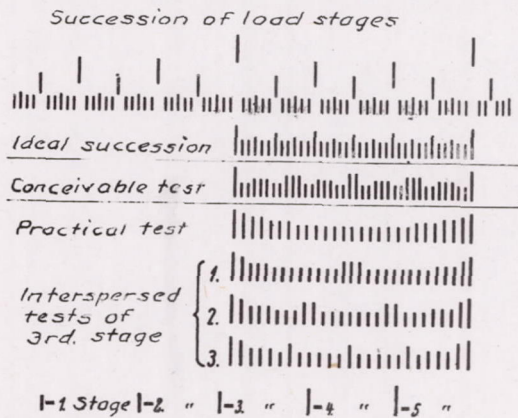 Succession of load stages
Ideal succession
Conceivable test
Practical test
Interspersed
tests of
3rd. stage
1.
2.
3.
|-1 Stage |-2. " |-3 " |-4 " |-5 "